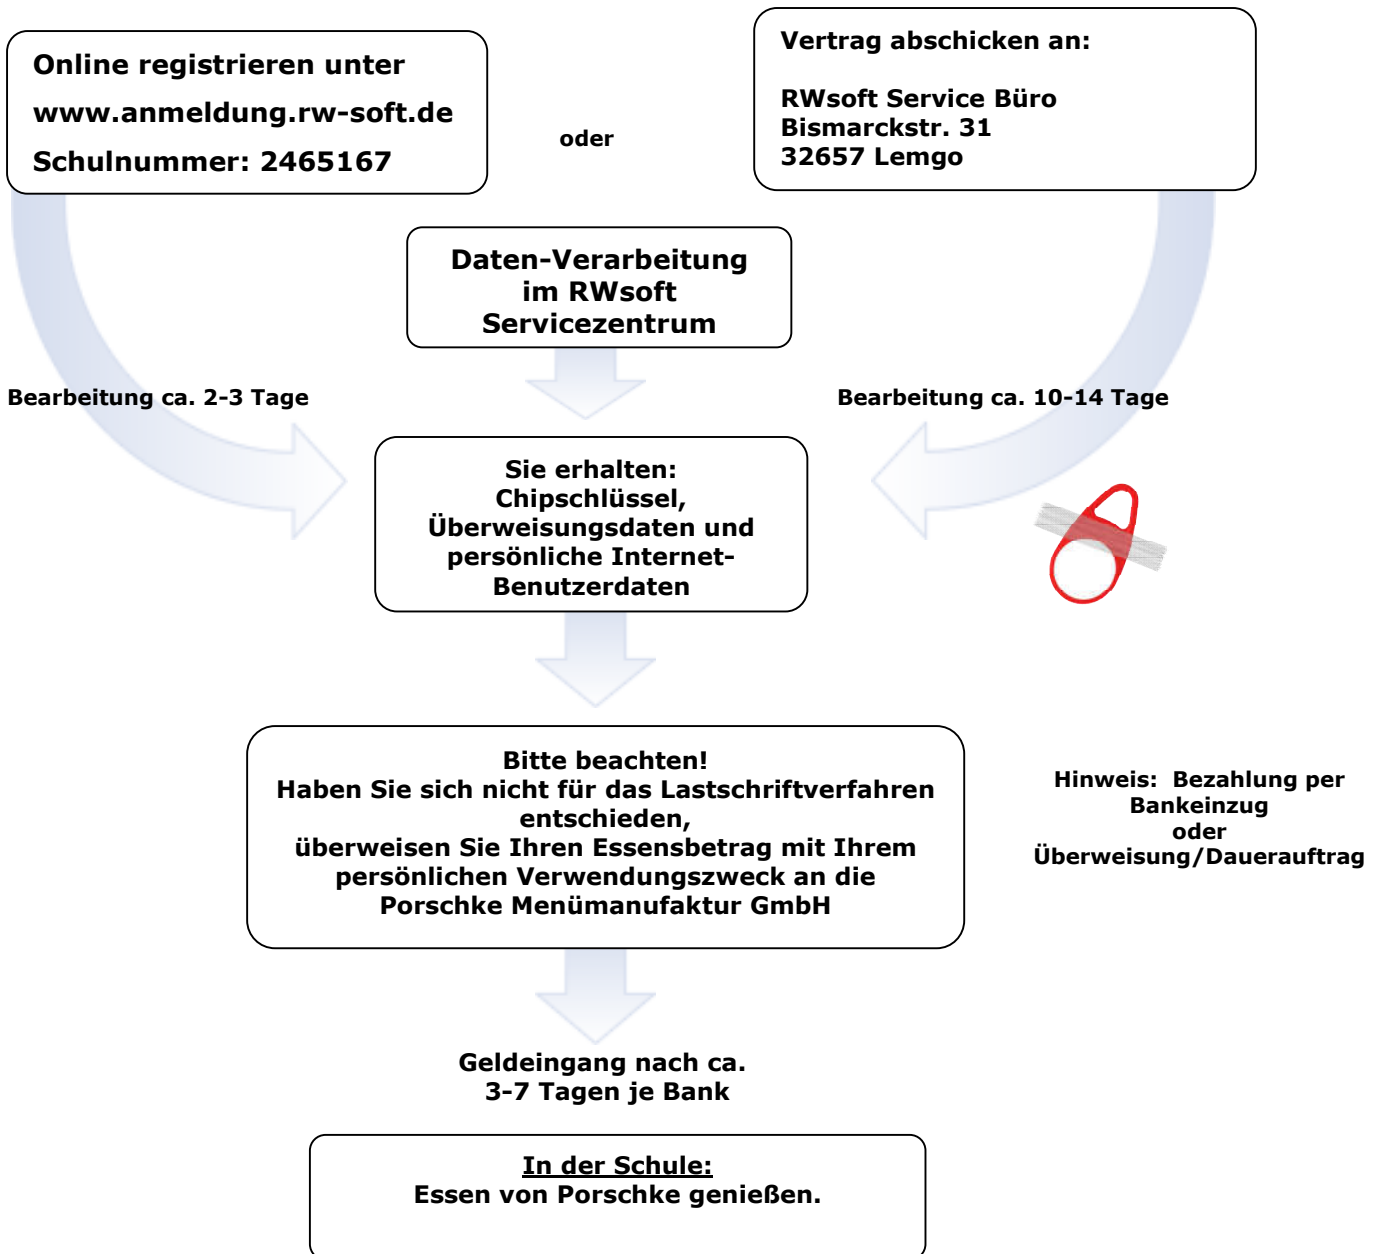 Online registrieren unter
www.anmeldung.rw-soft.de
Schulnummer: 2465167
oder
Vertrag abschicken an:
RWsoft Service Büro
Bismarckstr. 31
32657 Lemgo
Daten-Verarbeitung
im RWsoft
Servicezentrum
Bearbeitung ca. 2-3 Tage
Bearbeitung ca. 10-14 Tage
Sie erhalten:
Chipschlüssel,
Überweisungsdaten und
persönliche Internet-
Benutzerdaten
Bitte beachten!
Haben Sie sich nicht für das Lastschriftverfahren
entschieden,
überweisen Sie Ihren Essensbetrag mit Ihrem
persönlichen Verwendungszweck an die
Porschke Menümanufaktur GmbH
Hinweis:  Bezahlung per
Bankeinzug
oder
Überweisung/Dauerauftrag
Geldeingang nach ca.
3-7 Tagen je Bank
In der Schule:
Essen von Porschke genießen.